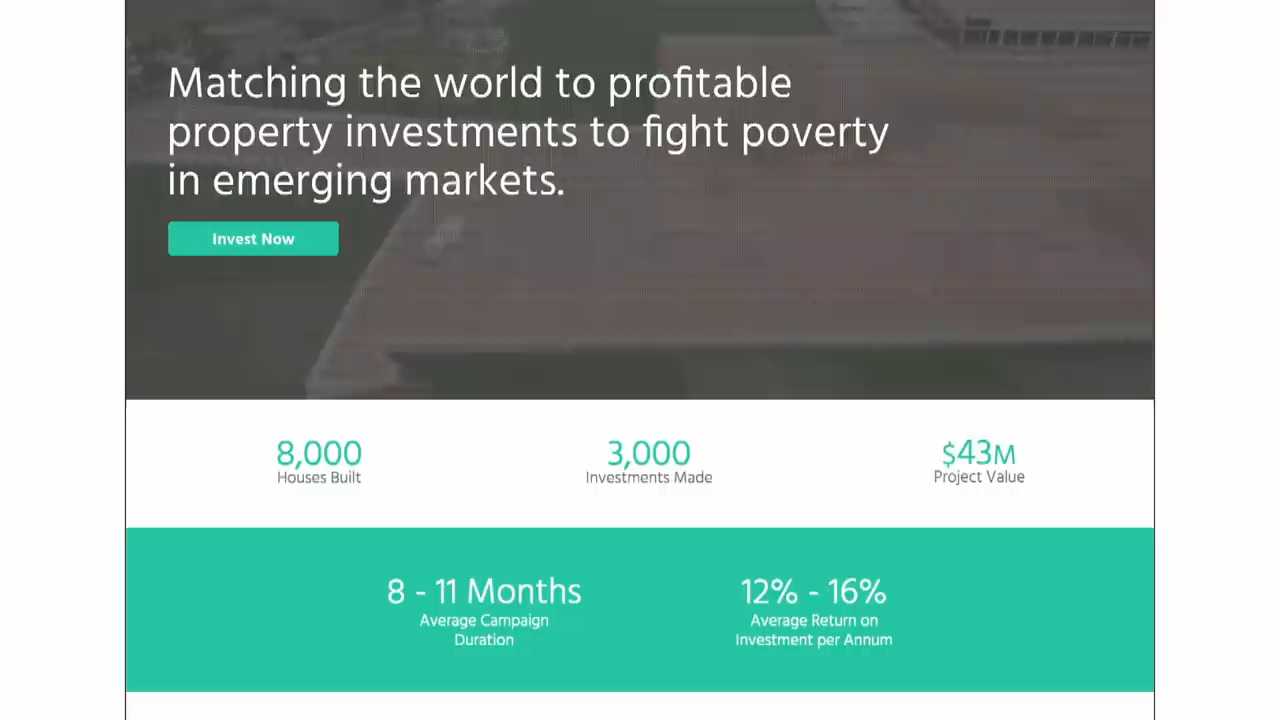 Matching the world to profitable
property investments to fight poverty
in emerging markets.
Invest Now
8,000
Houses Built
3,000
Investments Made
$43M
Project Value
8 - 11 Months
Average Campaign
Duration
12% - 16%
Average Return on
Investment per Annum